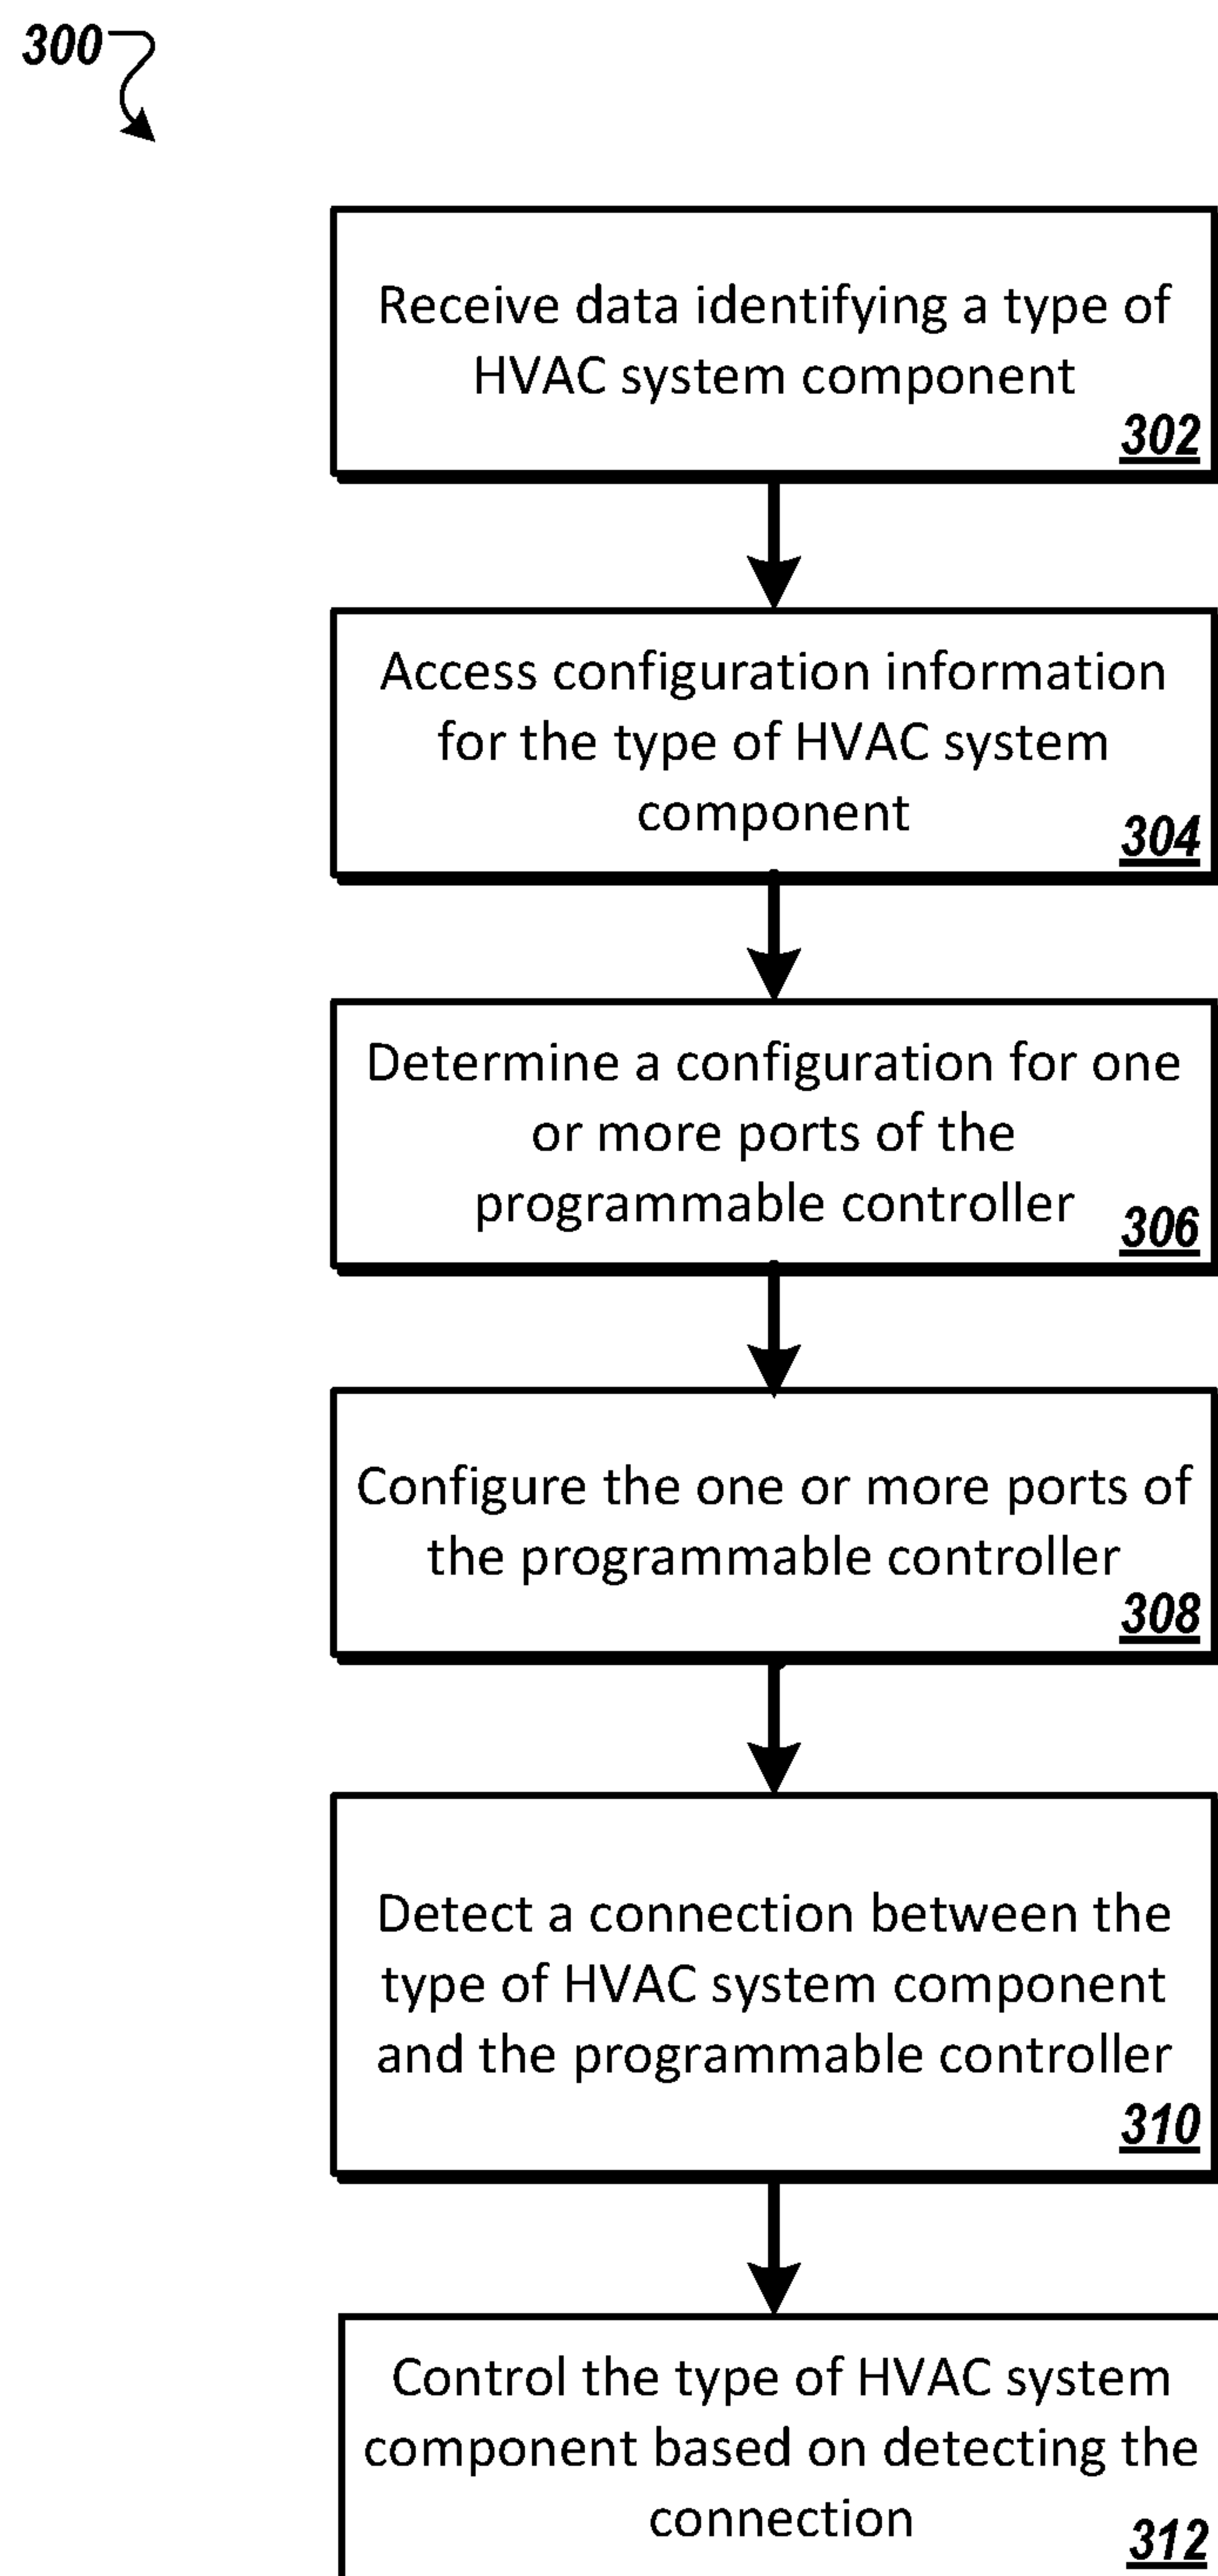 300
Receive data identifying a type of
HVAC system component
302
Access configuration information
for the type of HVAC system
component
304
Determine a configuration for one
or more ports of the
programmable controller
306
Configure the one or more ports of
the programmable controller
308
Detect a connection between the
type of HVAC system component
and the programmable controller
310
Control the type of HVAC system
component based on detecting the
connection
312